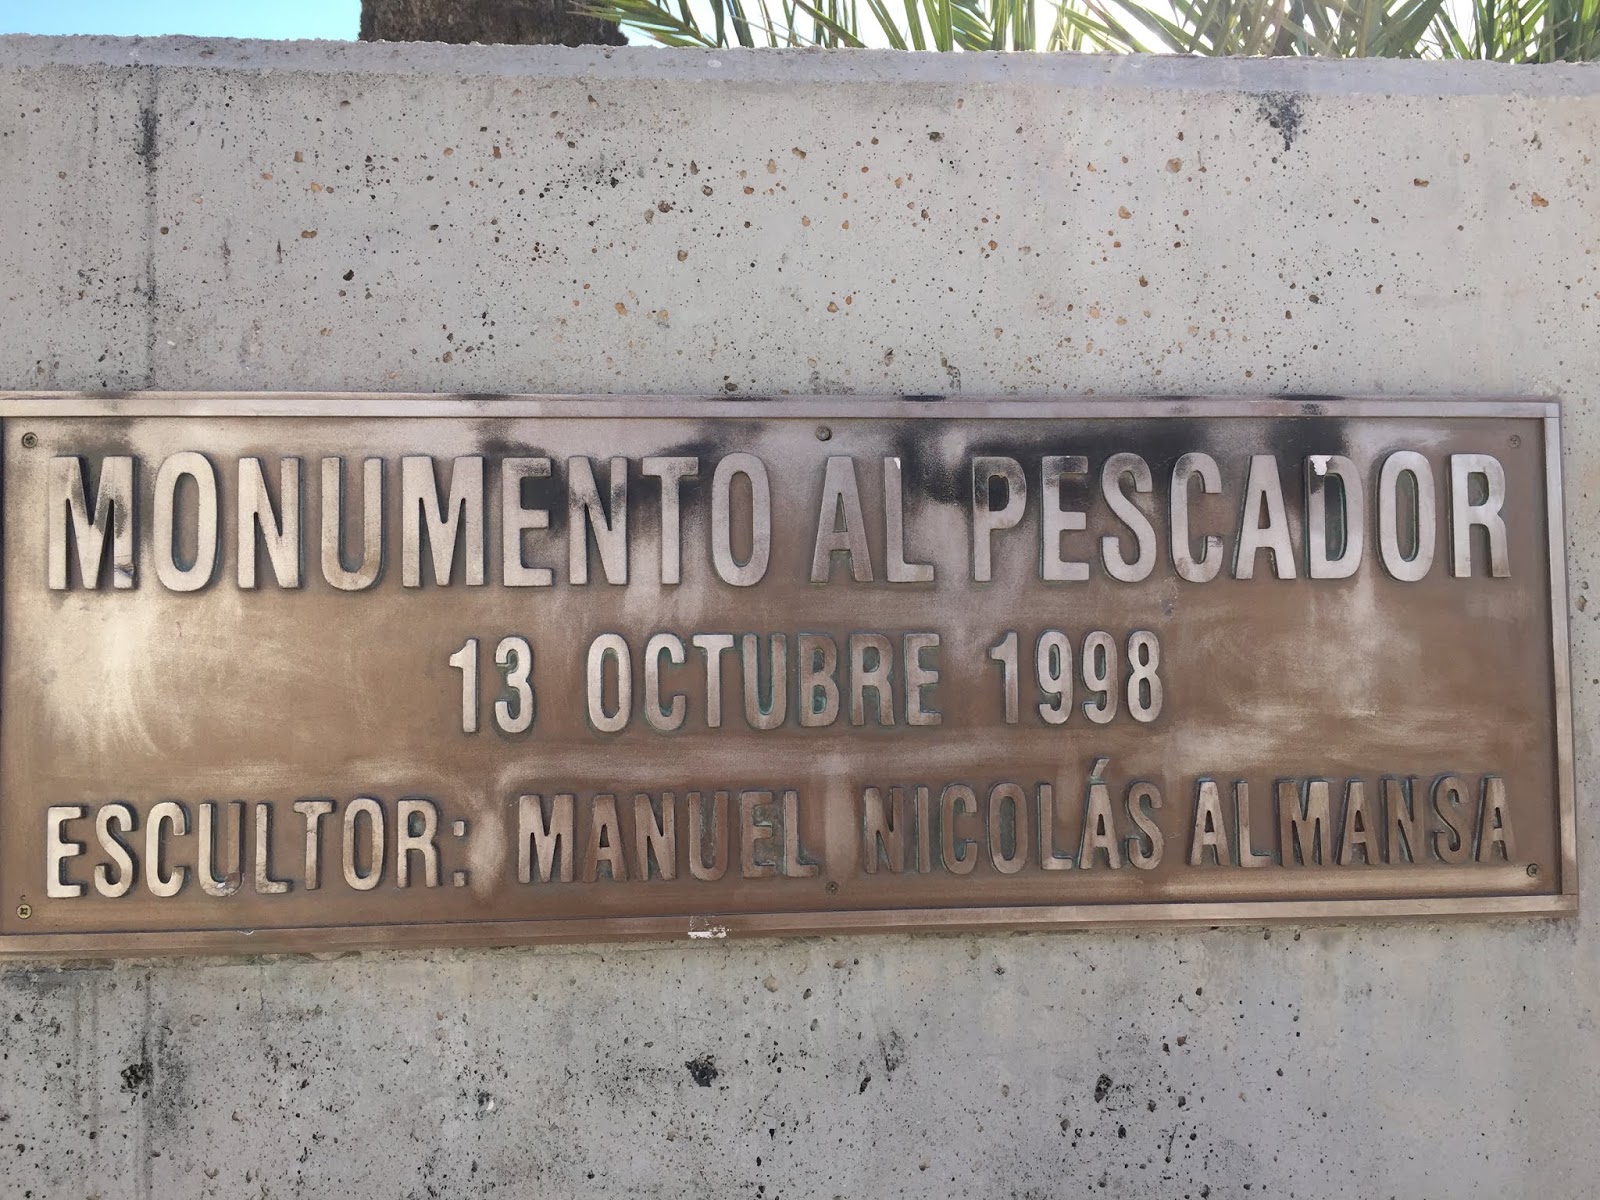 MONUMENTO AL PESCADOR
13 OCTUBRE 1998
ESCULTOR: MANUEL NICOLÁS ALMANSA